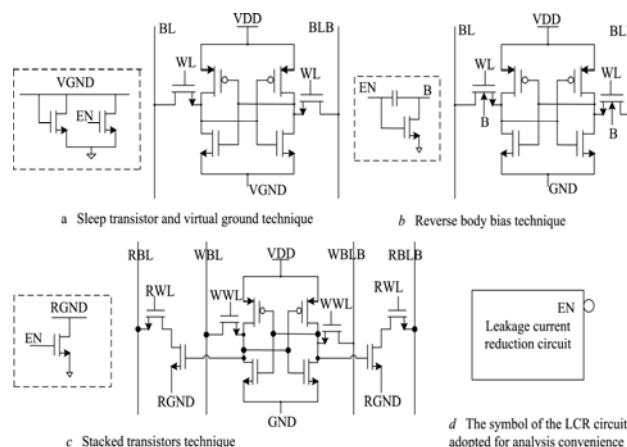 BL
VDD
BLB
WL
WL
VGND
EN
VGND
a Sleep transistor and virtual ground technique
BL
VDD
BL
WL
WL
EN
B
B
B
GND
b Reverse body bias technique
RBL
WBL
VDD
WBLB
RBLB
RWL
WWL
WWL
RWL
RGND
EN
RGND
RGND
GND
c Stacked transistors technique
EN
Leakage current
reduction circuit
d The symbol of the LCR circuit
adopted for analysis convenience